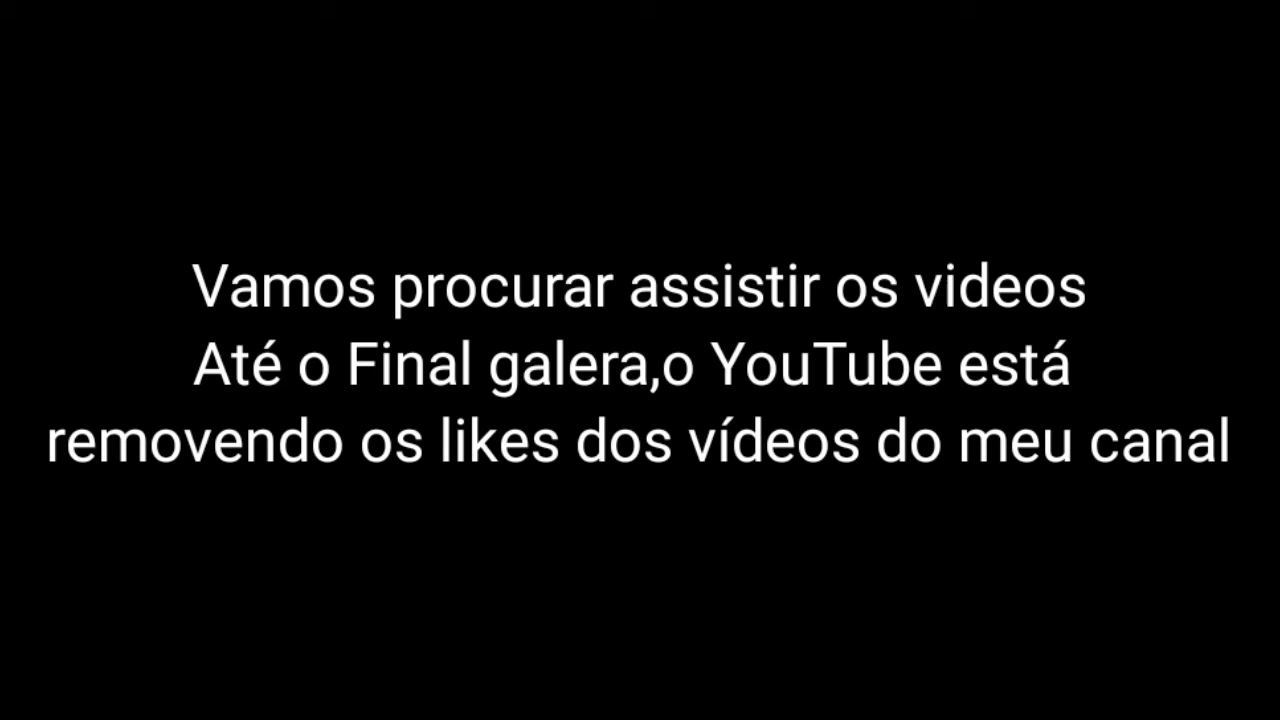 Vamos procurar assistir os videos
Até o Final galera,o YouTube está
removendo os likes dos vídeos do meu canal